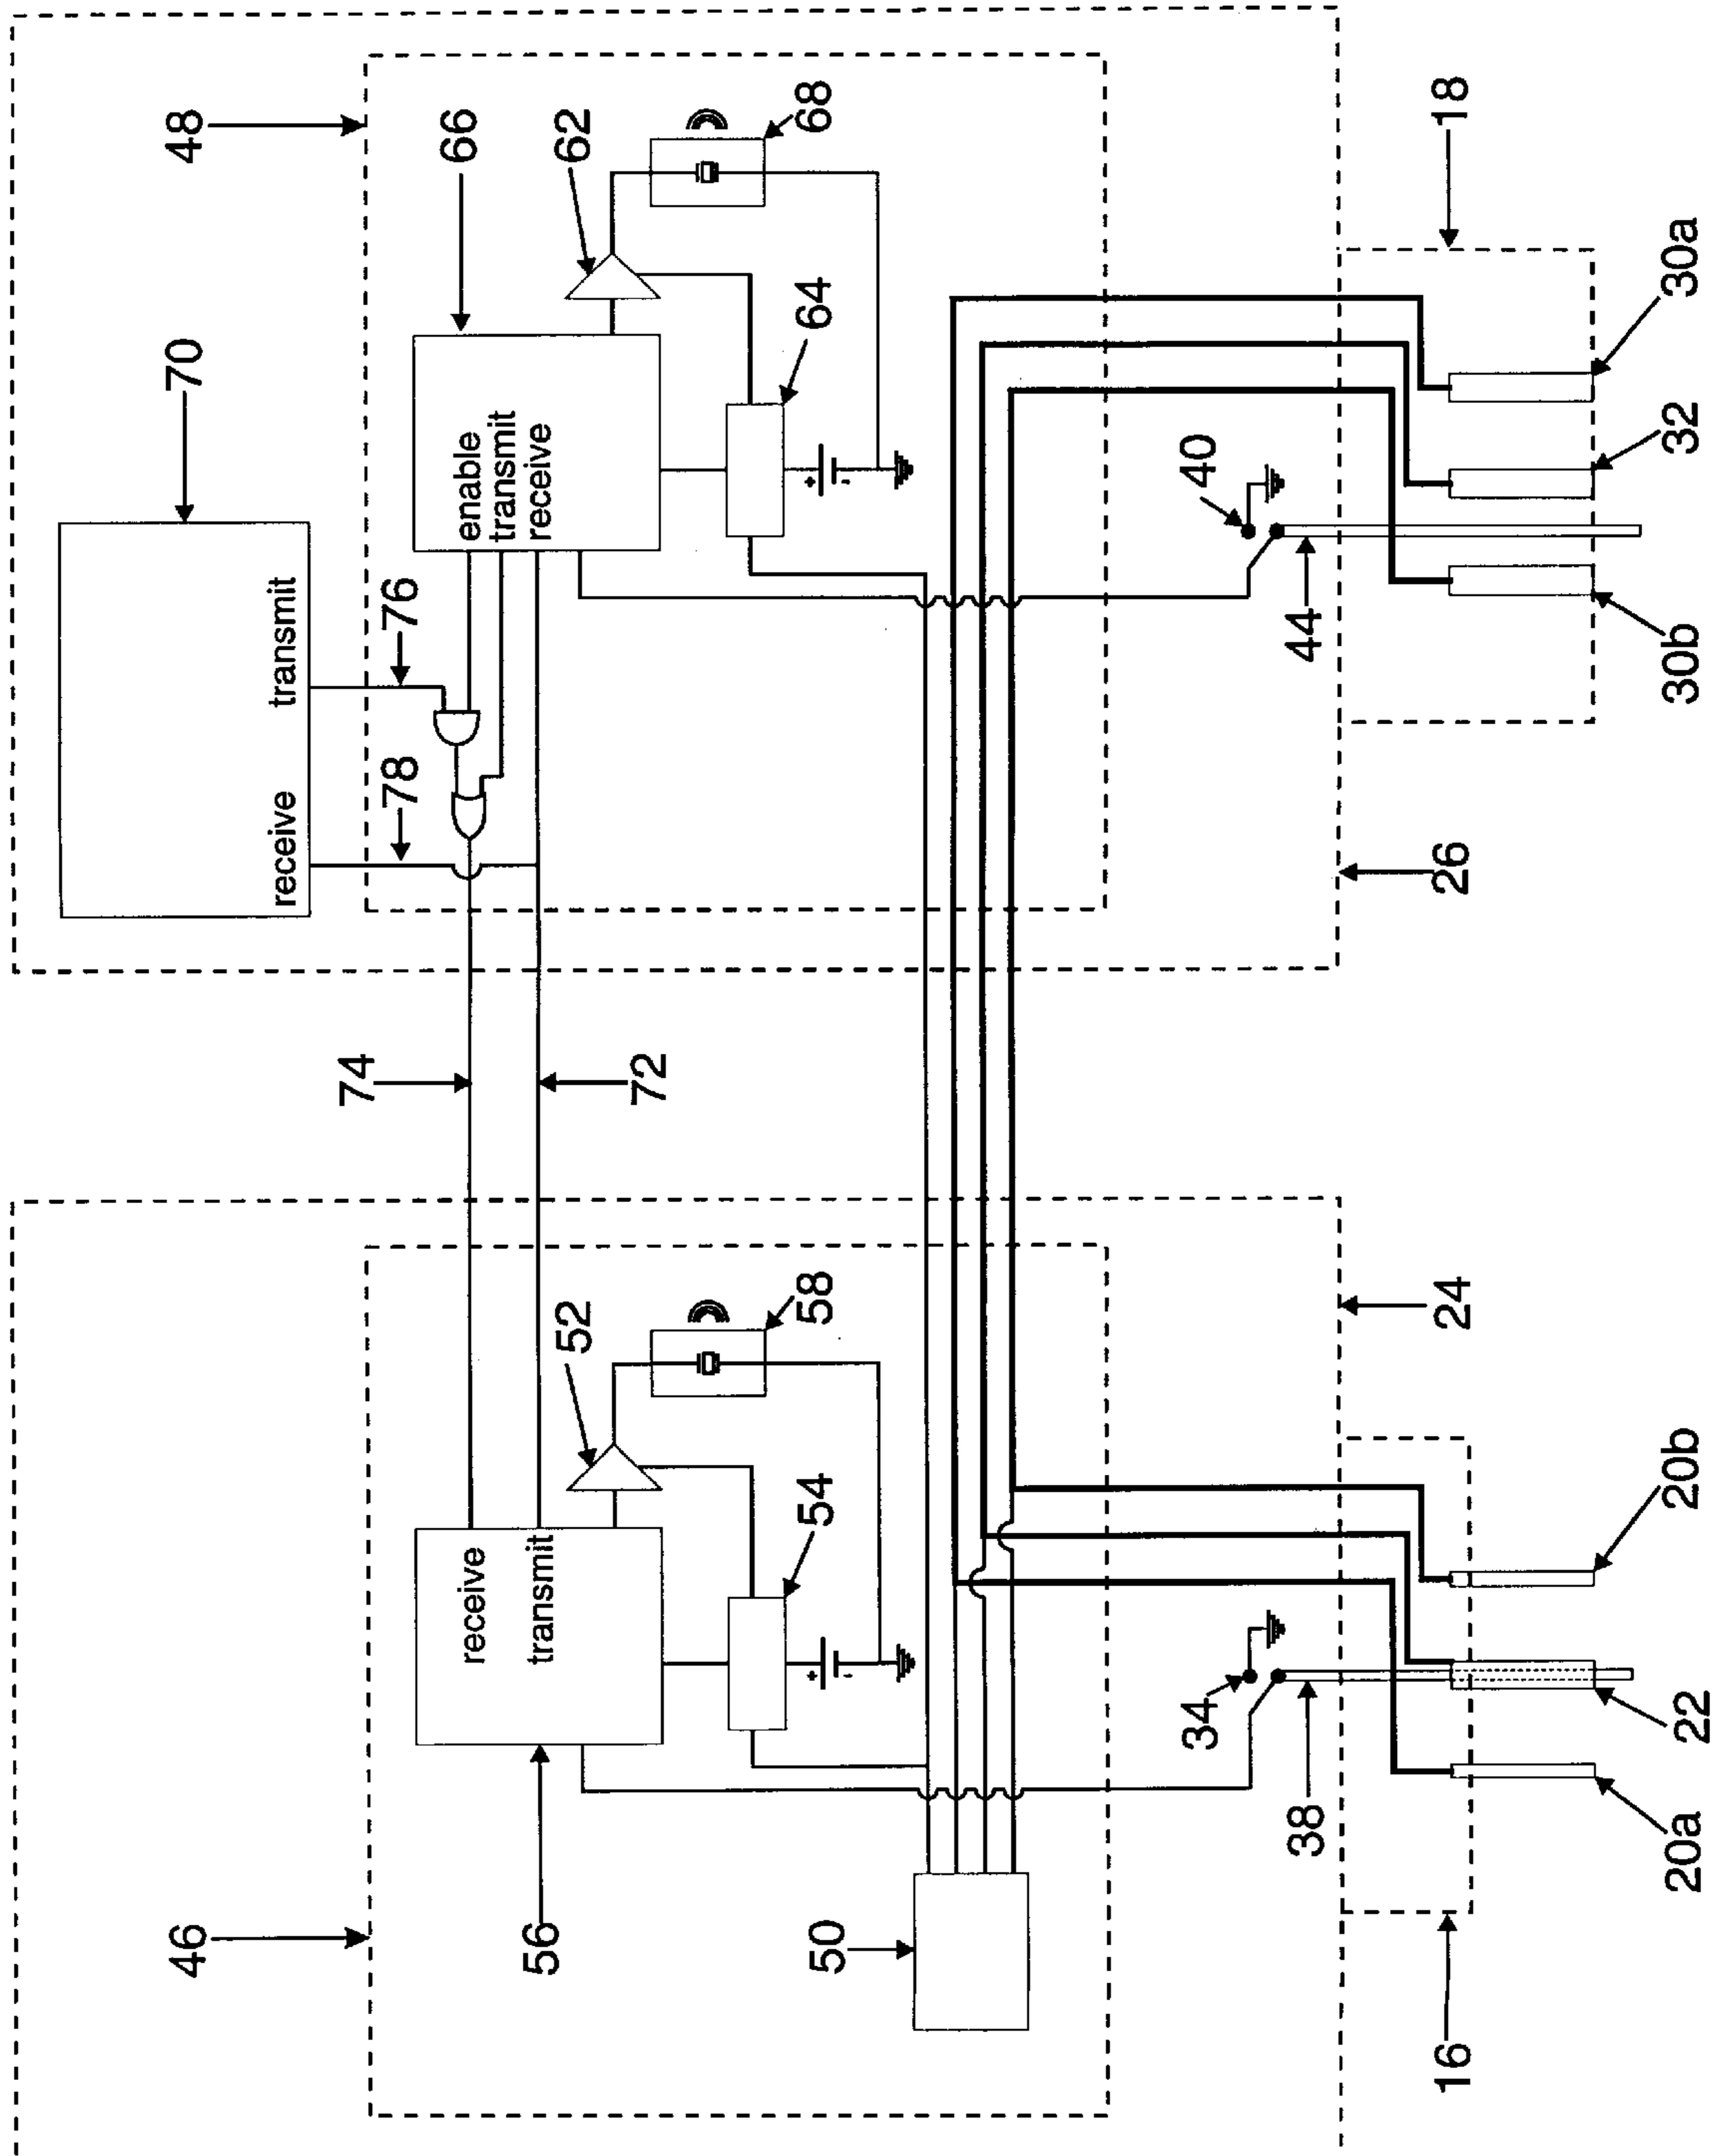 48
66
62
68
70
64
18
enable
transmit
receive
transmit
receive
76
78
40
44
30a
32
30b
26
74
72
46
52
58
54
receive
transmit
56
50
24
34
38
20b
22
20a
16
+
-
+
-